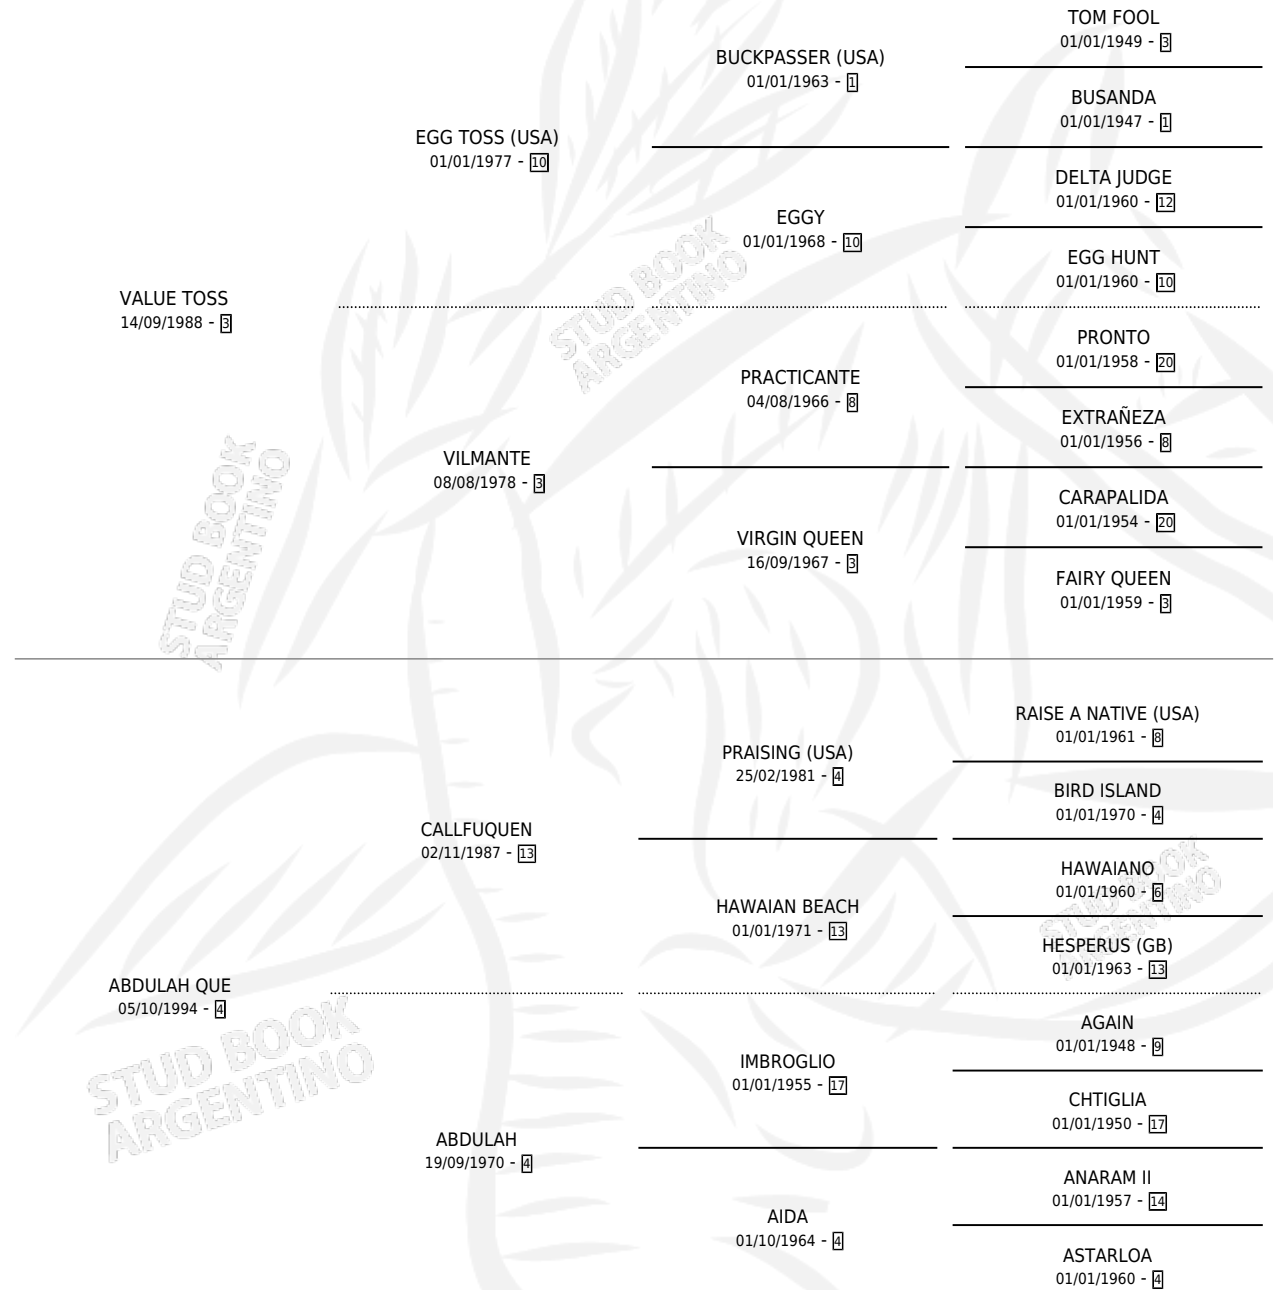 TOM FOOL
01/01/1949 - 3
BUCKPASSER (USA)
01/01/1963 - 1
BUSANDA
01/01/1947 - 1
EGG TOSS (USA)
01/01/1977 - 10
DELTA JUDGE
01/01/1960 - 12
EGGY
01/01/1968 - 10
EGG HUNT
01/01/1960 - 10
VALUE TOSS
14/09/1988 - 3
PRONTO
01/01/1958 - 20
PRACTICANTE
04/08/1966 - 8
EXTRAÑEZA
01/01/1956 - 8
VILMANTE
08/08/1978 - 3
CARAPALIDA
01/01/1954 - 20
VIRGIN QUEEN
16/09/1967 - 3
FAIRY QUEEN
01/01/1959 - 3
STUD BOOK
ARGENTINO
STUD BOOK
ARGENTINO
RAISE A NATIVE (USA)
01/01/1961 - 8
PRAISING (USA)
25/02/1981 - 4
BIRD ISLAND
01/01/1970 - 4
CALLFUQUEN
02/11/1987 - 13
HAWAIANO
01/01/1960 - 6
HAWAIAN BEACH
01/01/1971 - 13
HESPERUS (GB)
01/01/1963 - 13
ABDULAH QUE
05/10/1994 - 4
AGAIN
01/01/1948 - 9
IMBROGLIO
01/01/1955 - 17
CHTIGLIA
01/01/1950 - 17
ABDULAH
19/09/1970 - 4
ANARAM II
01/01/1957 - 14
AIDA
01/10/1964 - 4
ASTARLOA
01/01/1960 - 4
STUD BOOK
ARGENTINO
STUD BOOK
ARGENTINO